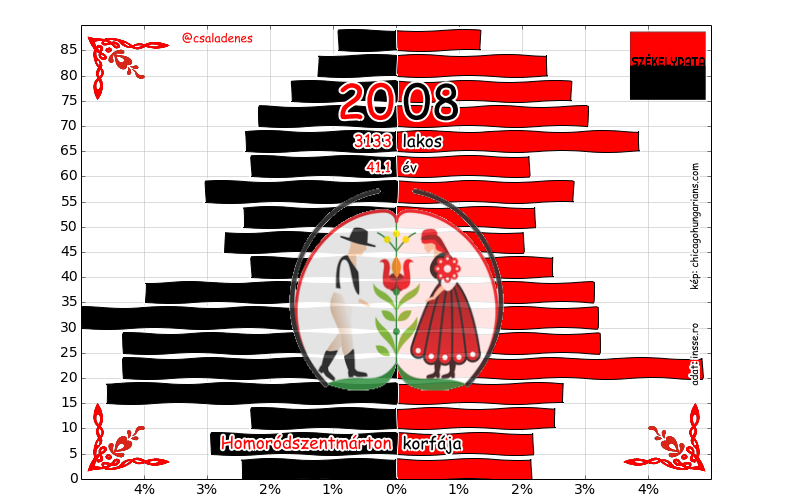 @csaladenes
SZÉKELYDATA
2008
3133 lakos
41,1 év
kép: chicagohungarians.com
adat: insse.ro
Homoródszentmárton korfája
85
80
75
70
65
60
55
50
45
40
35
30
25
20
15
10
5
0
4% 3% 2% 1% 0% 1% 2% 3% 4%